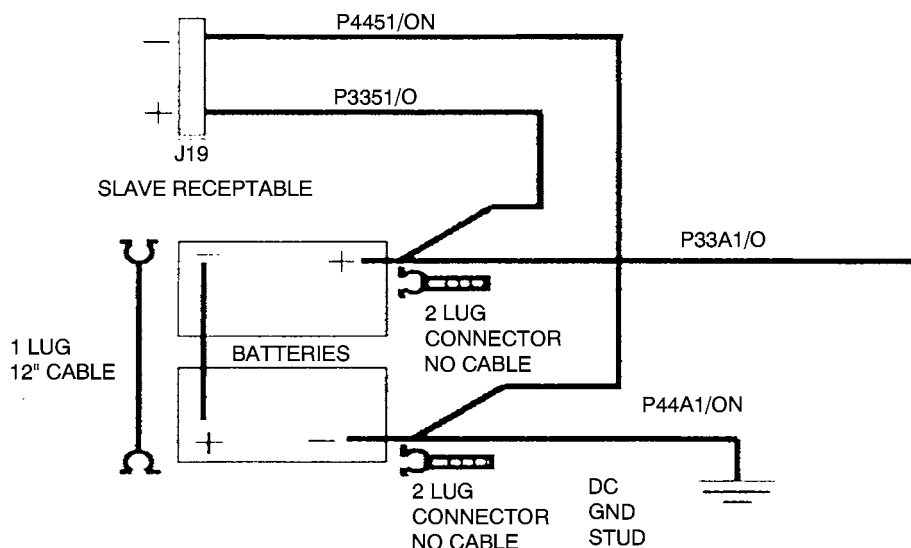 P4451/ON
−
P3351/O
+
J19
SLAVE RECEPTABLE
P33A1/O
− +
2 LUG
CONNECTOR
NO CABLE
1 LUG
12" CABLE
BATTERIES
P44A1/ON
+ −
2 LUG
CONNECTOR
NO CABLE
DC
GND
STUD